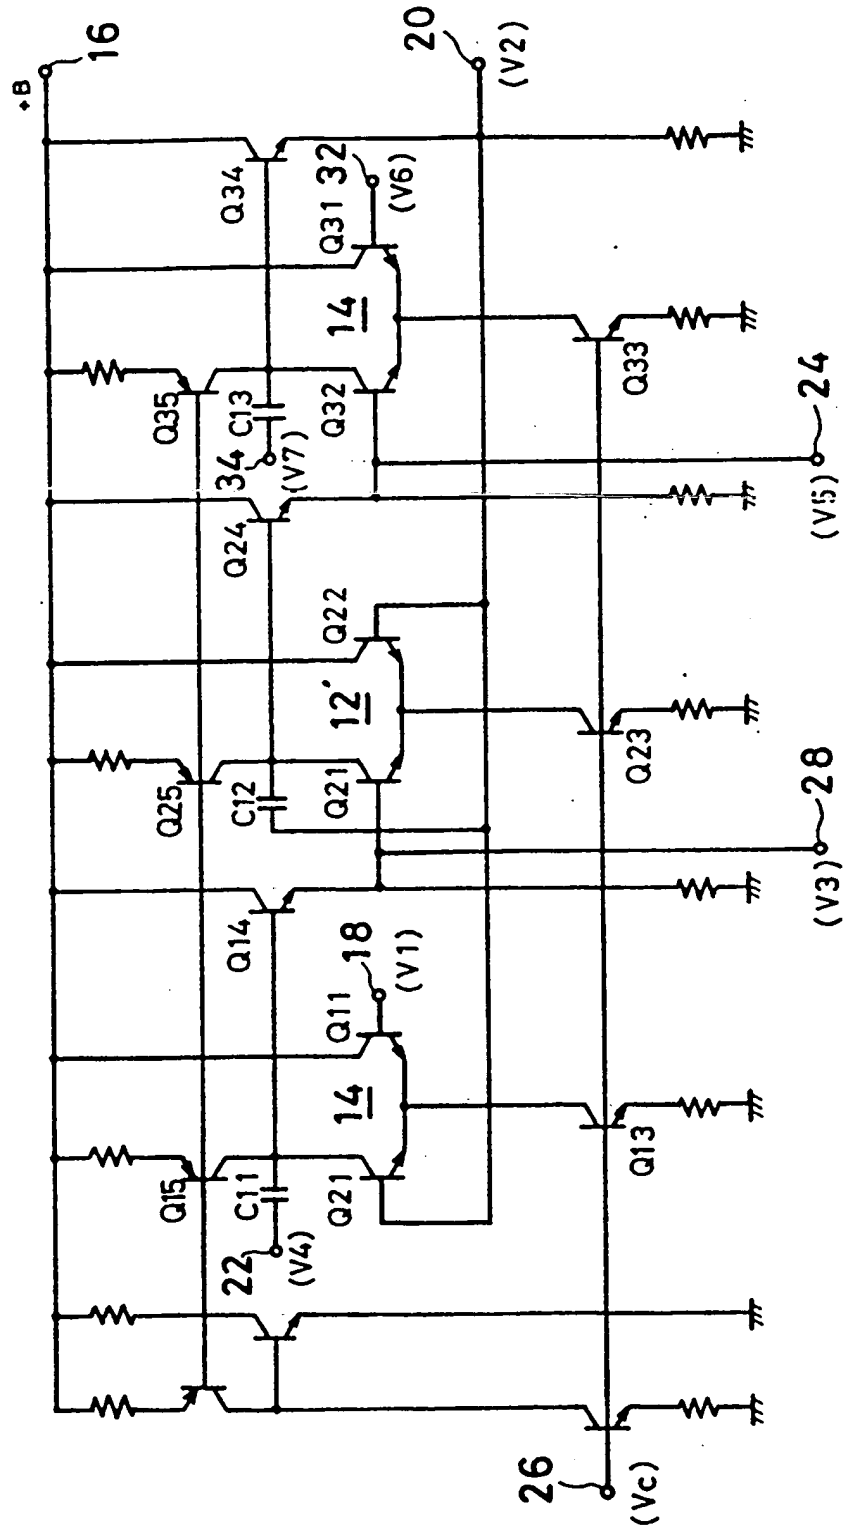 +B
16
20
(V2)
Q34
32
(V6)
Q31
14
Q35
C13
Q32
Q33
34
(V7)
24
(V5)
Q24
Q22
12'
Q25
C12
Q21
Q23
28
(V3)
Q14
18
(V1)
Q11
14
Q15
C11
Q21
Q13
22
(V4)
26
(Vc)